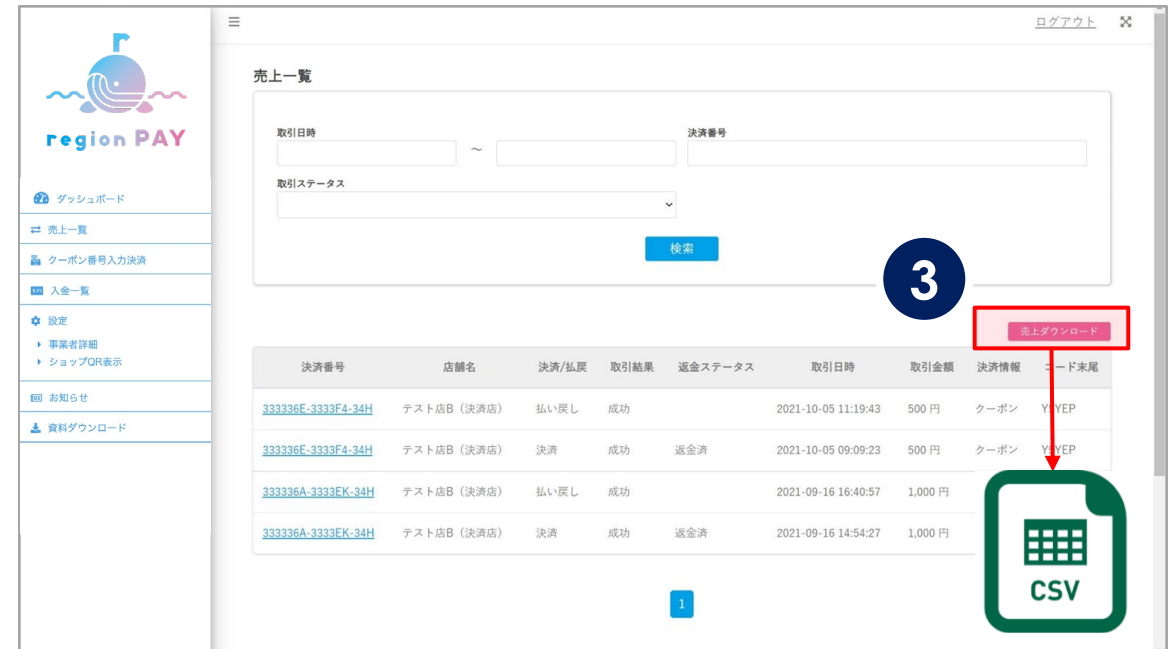 region PAY
ダッシュボード
売上一覧
クーポン番号入力決済
入金一覧
設定
事業者詳細
ショップQR表示
お知らせ
資料ダウンロード
ログアウト
売上一覧
取引日時
～
決済番号
取引ステータス
検索
3
売上ダウンロード
決済番号 店舗名 決済/払戻 取引結果 返金ステータス 取引日時 取引金額 決済情報 コード末尾
333336E-3333F4-34H テスト店B（決済店） 払い戻し 成功 2021-10-05 11:19:43 500 円 クーポン
333336E-3333F4-34H テスト店B（決済店） 決済 成功 返金済 2021-10-05 09:09:23 500 円 クーポン
333336A-3333EK-34H テスト店B（決済店） 払い戻し 成功 2021-09-16 16:40:57 1,000 円
333336A-3333EK-34H テスト店B（決済店） 決済 成功 返金済 2021-09-16 14:54:27 1,000 円
CSV
1